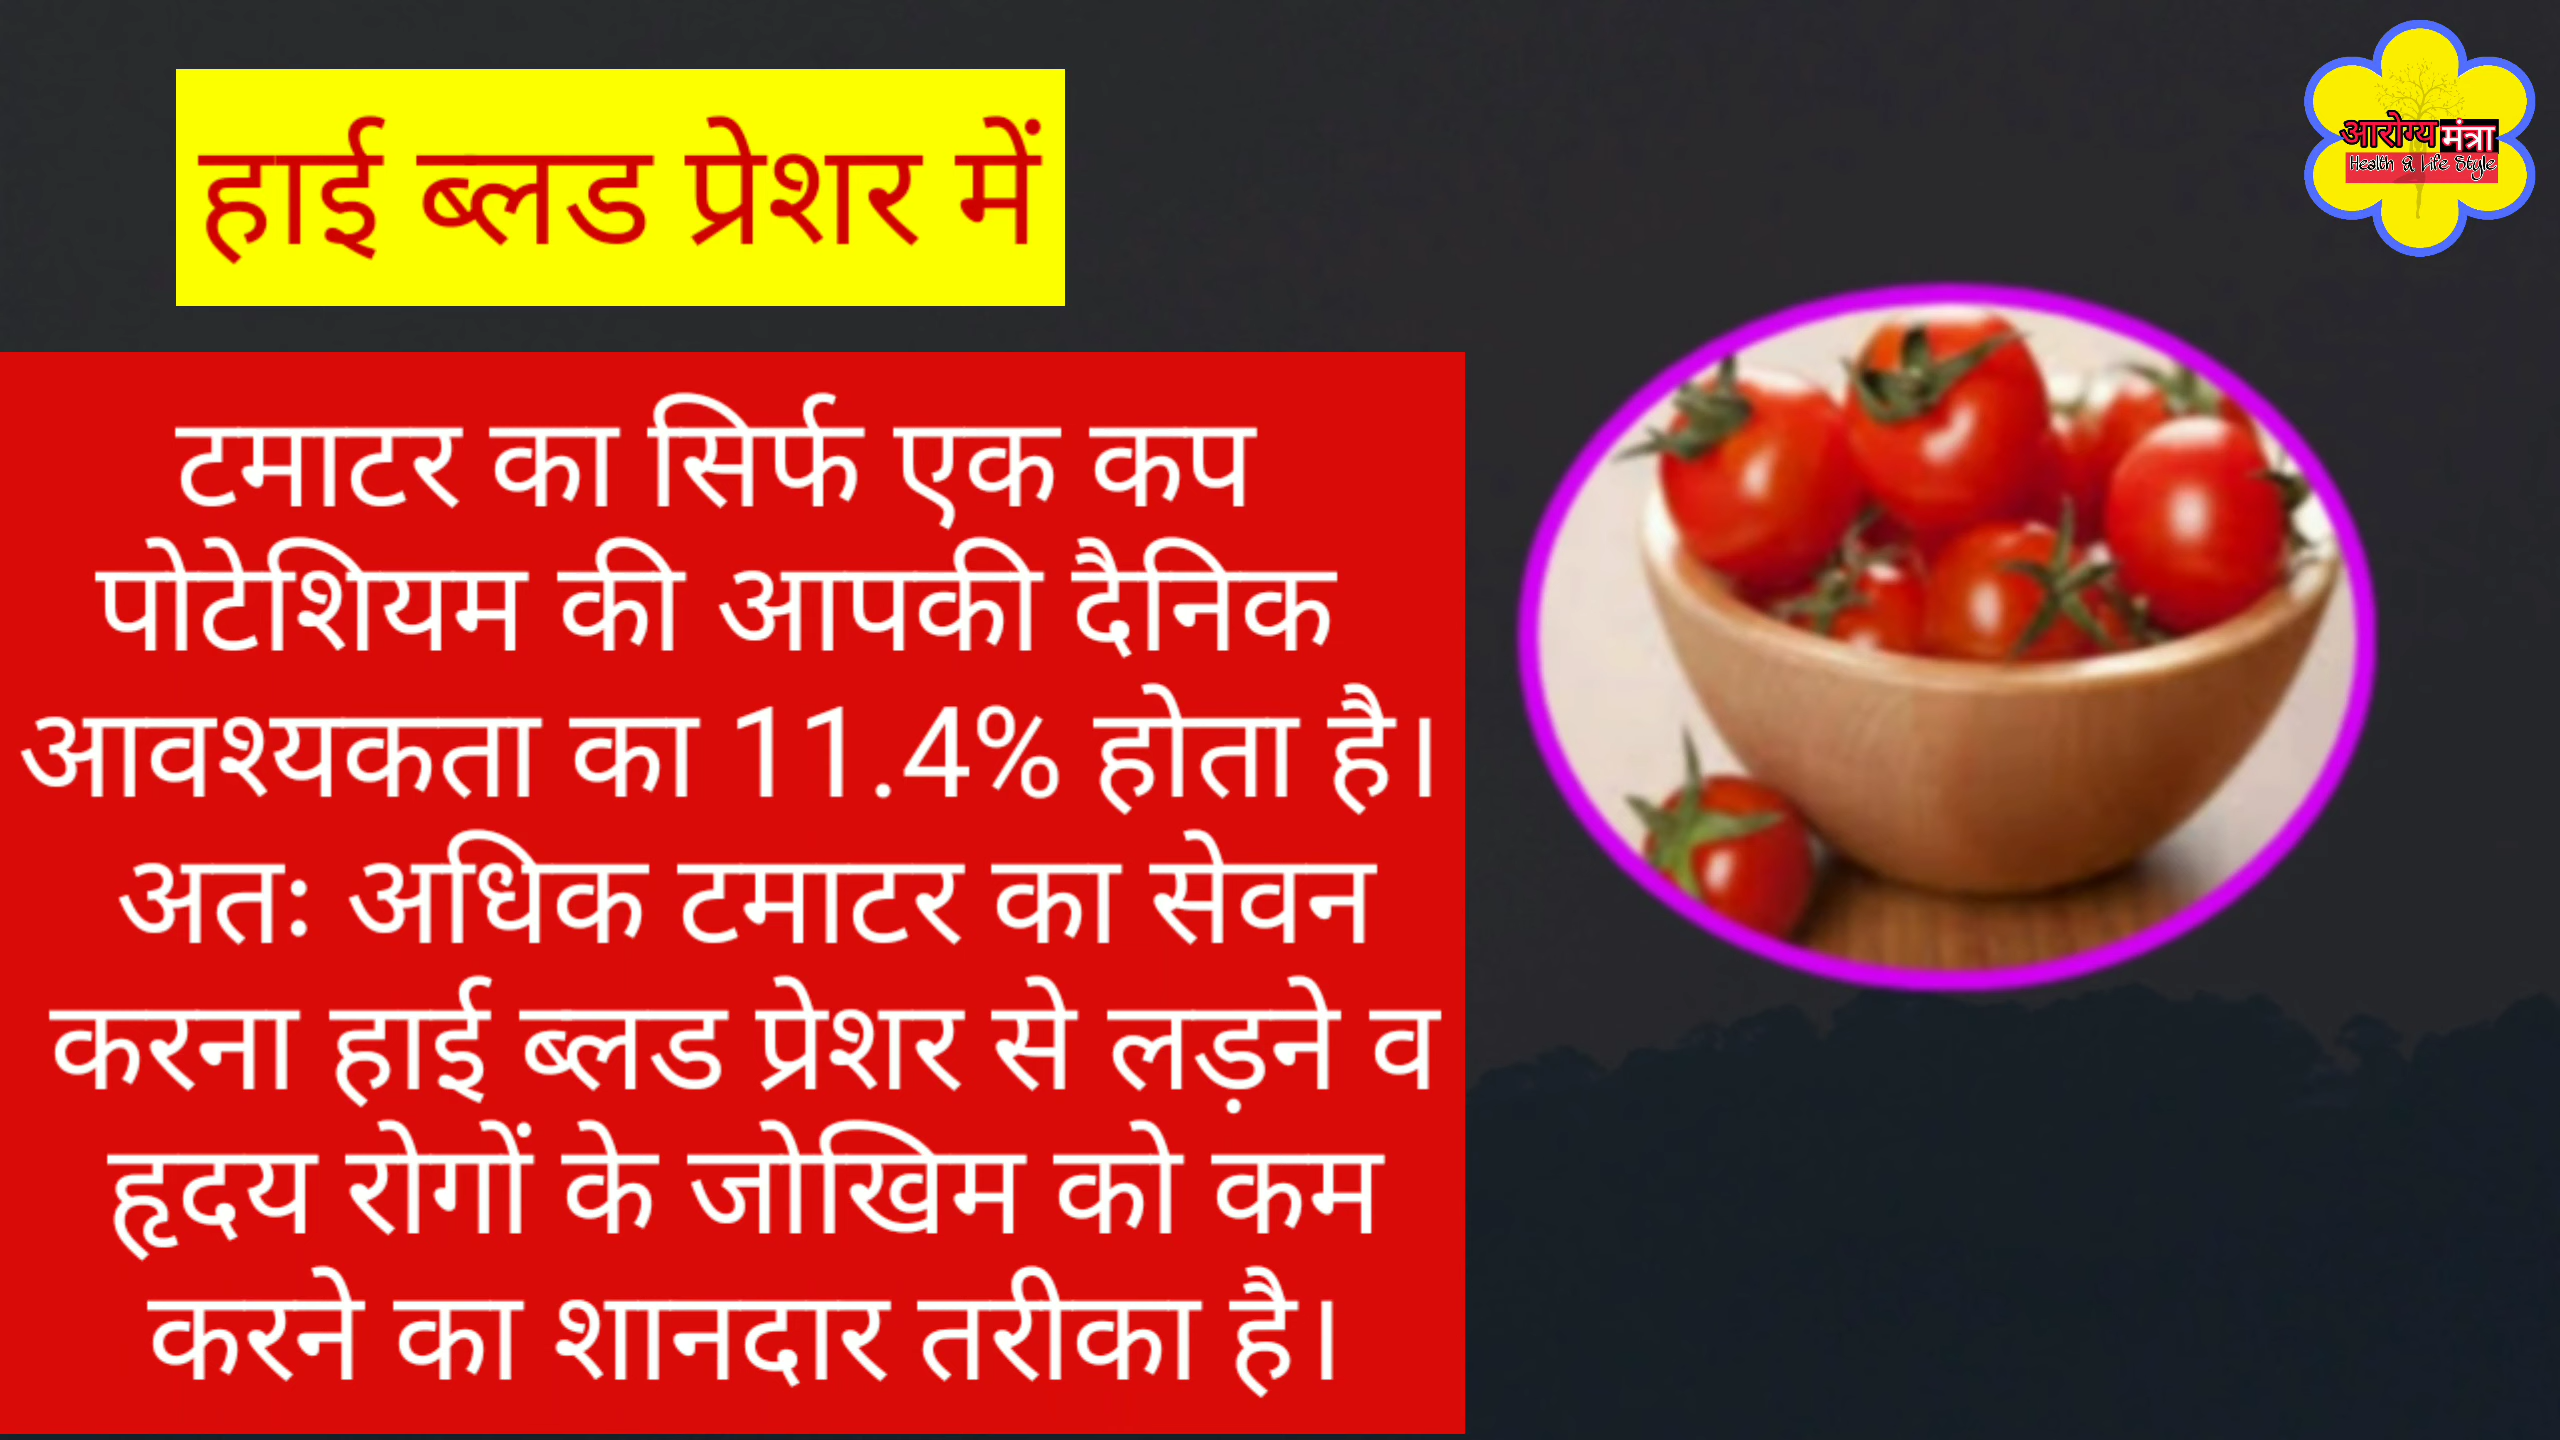 हाई ब्लड प्रेशर में
आरोग्य मंत्रा
Health & Life Style
टमाटर का सिर्फ एक कप
पोटेशियम की आपकी दैनिक
आवश्यकता का 11.4% होता है।
अतः अधिक टमाटर का सेवन
करना हाई ब्लड प्रेशर से लड़ने व
हृदय रोगों के जोखिम को कम
करने का शानदार तरीका है।